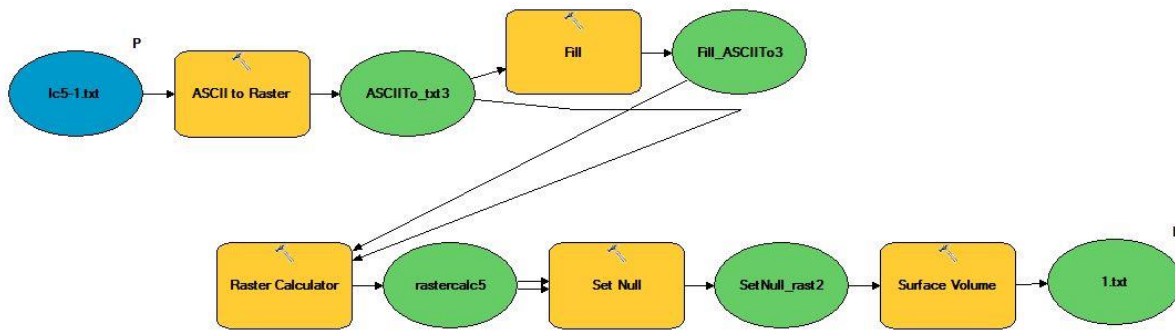 P
lc5-1.txt
ASCII to Raster
ASCIITo_txt3
Fill
Fill_ASCIITo3
Raster Calculator
rastercalc5
Set Null
SetNull_rast2
Surface Volume
1.txt